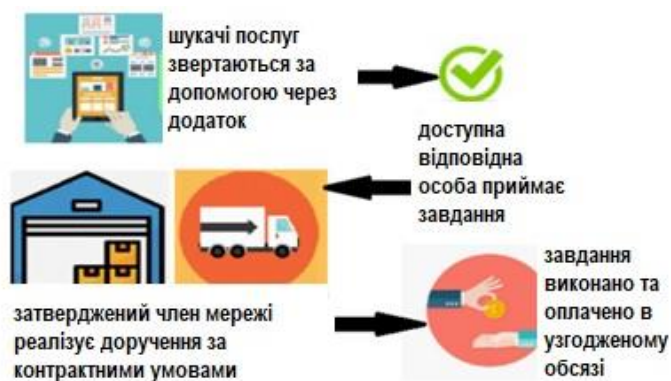 шукачі послуг
звертаються за
допомогою через
додаток
доступна
відповідна
особа приймає
завдання
затверджений член мережі
реалізує доручення за
контрактними умовами
завдання
виконано та
оплачено в
узгодженому
обсязі